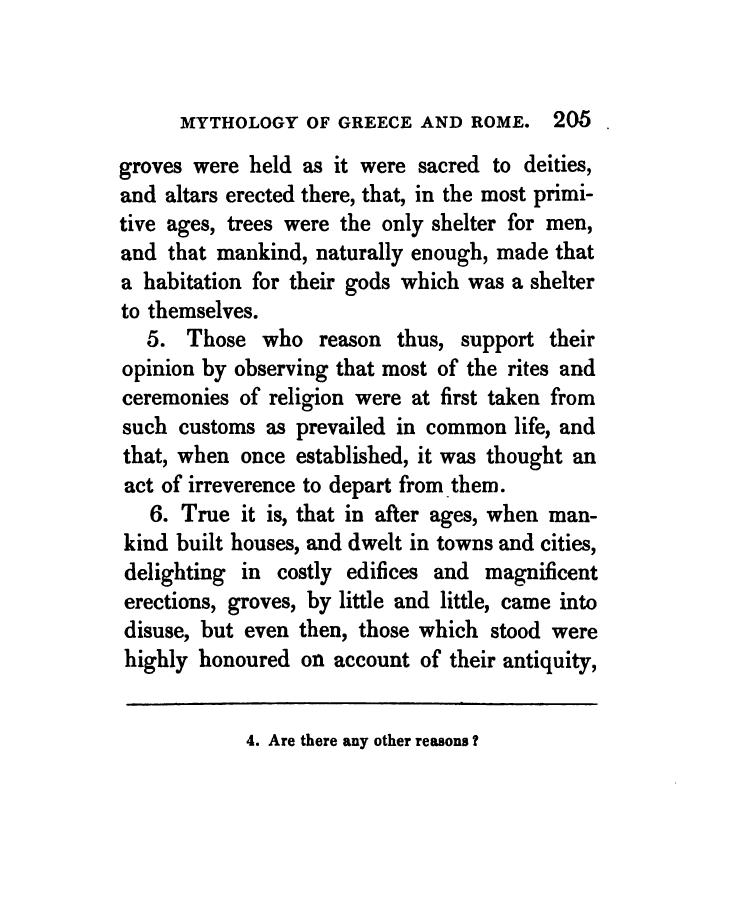 MYTHOLOGY OF GREECE AND ROME. 205
groves were held as it were sacred to deities,
and altars erected there, that, in the most primi-
tive ages, trees were the only shelter for men,
and that mankind, naturally enough, made that
a habitation for their gods which was a shelter
to themselves.
5. Those who reason thus, support their
opinion by observing that most of the rites and
ceremonies of religion were at first taken from
such customs as prevailed in common life, and
that, when once established, it was thought an
act of irreverence to depart from them.
6. True it is, that in after ages, when man-
kind built houses, and dwelt in towns and cities,
delighting in costly edifices and magnificent
erections, groves, by little and little, came into
disuse, but even then, those which stood were
highly honoured on account of their antiquity,
4. Are there any other reasons?